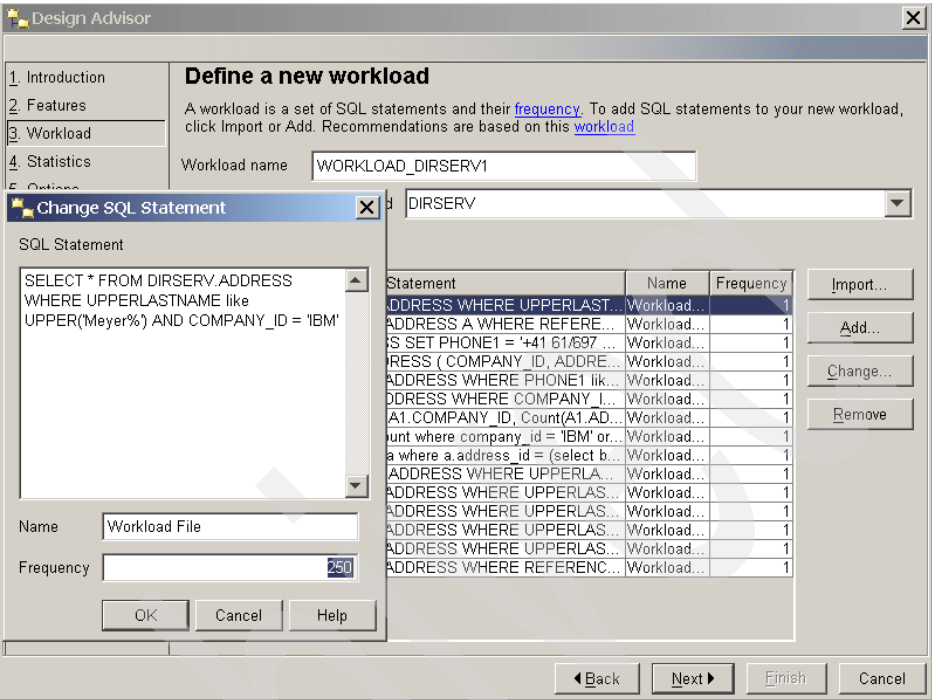 Design Advisor
1. Introduction
2. Features
3. Workload
4. Statistics
5. Options
Define a new workload
A workload is a set of SQL statements and their frequency. To add SQL statements to your new workload,
click Import or Add. Recommendations are based on this workload
Workload name WORKLOAD_DIRSERV1
d DIRSERV
Change SQL Statement
SQL Statement
SELECT * FROM DIRSERV.ADDRESS
WHERE UPPERLASTNAME like
UPPER('Meyer%') AND COMPANY_ID = 'IBM'
Name Workload File
Frequency 250
OK Cancel Help
Statement Name Frequency
ADDRESS WHERE UPPERLAST... Workload... 1
ADDRESS A WHERE REFERE... Workload... 1
S SET PHONE1 = '+41 61/697 ... Workload... 1
RESS ( COMPANY_ID, ADDRE... Workload... 1
ADDRESS WHERE PHONE1 lik... Workload... 1
DDRESS WHERE COMPANY_I... Workload... 1
A1.COMPANY_ID, Count(A1.AD... Workload... 1
unt where company_id = 'IBM' or... Workload... 1
a where a.address_id = (select b... Workload... 1
ADDRESS WHERE UPPERLA... Workload... 1
ADDRESS WHERE UPPERLAS... Workload... 1
ADDRESS WHERE UPPERLAS... Workload... 1
ADDRESS WHERE UPPERLAS... Workload... 1
ADDRESS WHERE UPPERLAS... Workload... 1
ADDRESS WHERE REFERENC... Workload... 1
Import...
Add...
Change...
Remove
Back Next Finish Cancel